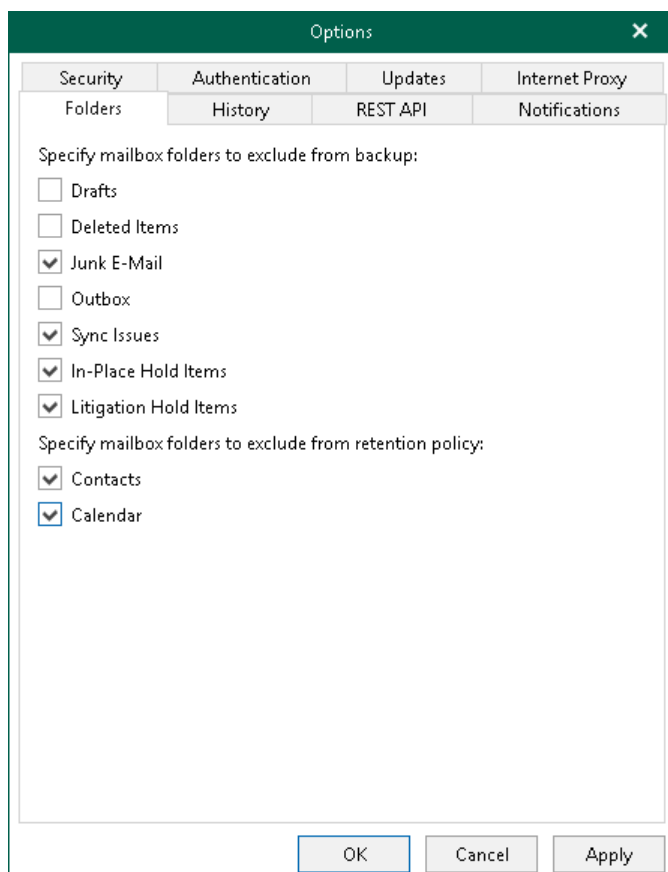 Options
Security Authentication Updates Internet Proxy
Folders History REST API Notifications
Specify mailbox folders to exclude from backup:
Drafts
Deleted Items
Junk E-Mail
Outbox
Sync Issues
In-Place Hold Items
Litigation Hold Items
Specify mailbox folders to exclude from retention policy:
Contacts
Calendar
OK Cancel Apply